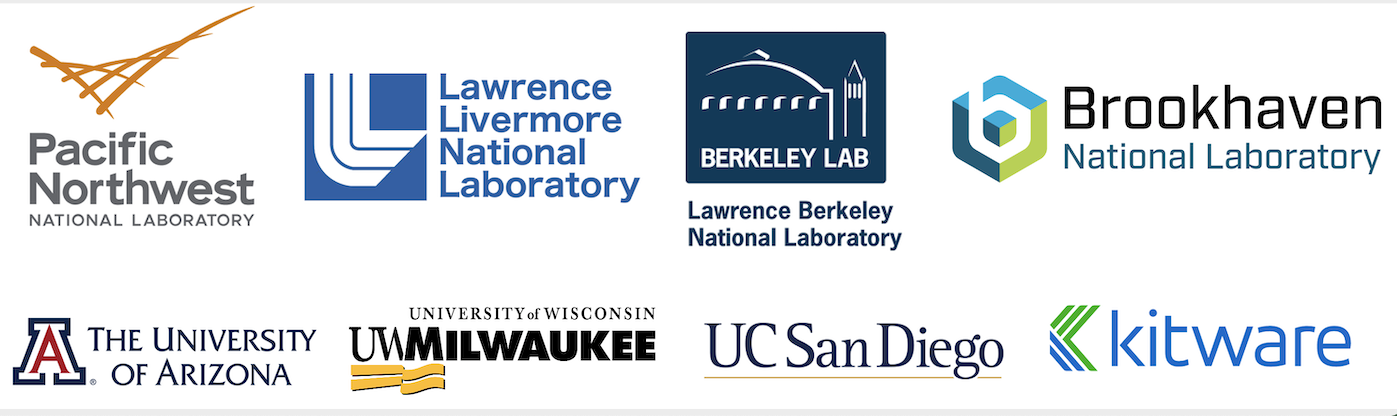 Pacific
Northwest
NATIONAL LABORATORY
Lawrence
Livermore
National
Laboratory
BERKELEY LAB
Lawrence Berkeley
National Laboratory
Brookhaven
National Laboratory
A
®
THE UNIVERSITY
OF ARIZONA
UNIVERSITY of WISCONSIN
UWMILWAUKEE
UC San Diego
kitware